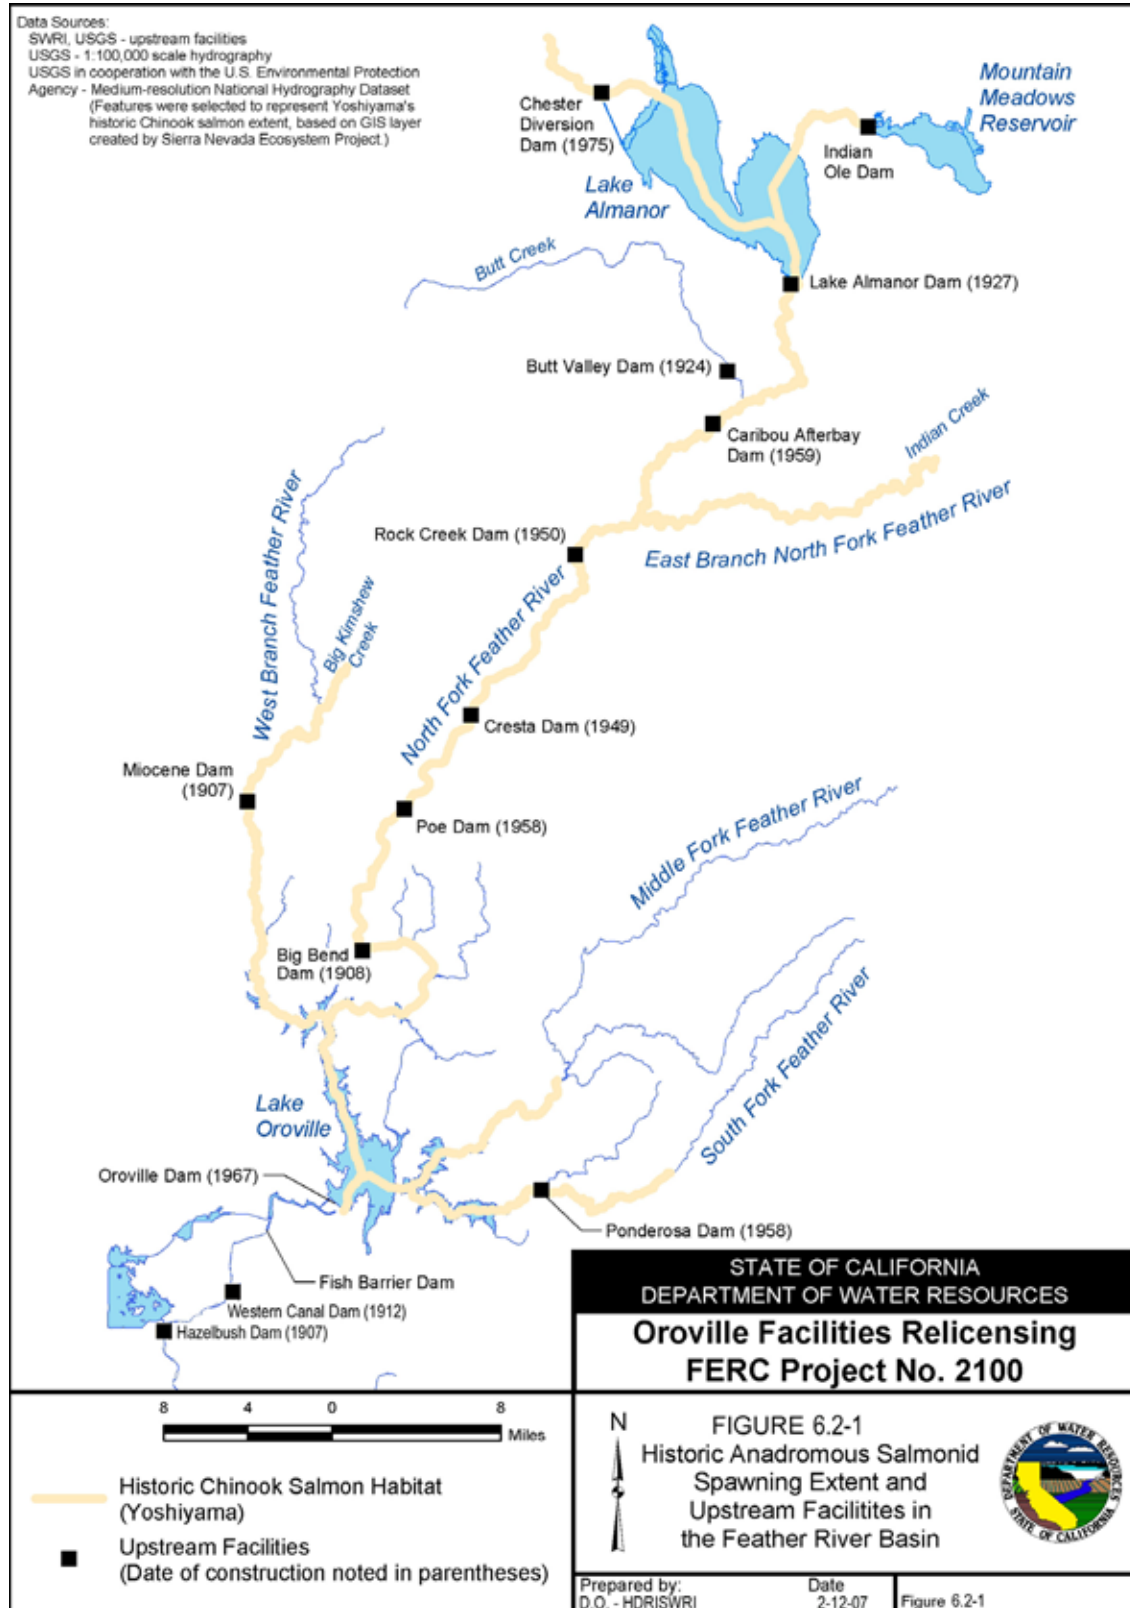 Data Sources:
SWRI, USGS - upstream facilities
USGS - 1:100,000 scale hydrography
USGS in cooperation with the U.S. Environmental Protection
Agency - Medium-resolution National Hydrography Dataset
(Features were selected to represent Yoshiyama's
historic Chinook salmon extent, based on GIS layer
created by Sierra Nevada Ecosystem Project.)
Chester
Diversion
Dam (1975)
Mountain
Meadows
Reservoir
Indian
Ole Dam
Lake
Almanor
Butt Creek
Lake Almanor Dam (1927)
Butt Valley Dam (1924)
Caribou Afterbay
Dam (1959)
Indian Creek
East Branch North Fork Feather River
Rock Creek Dam (1950)
West Branch Feather River
Big Kimshew
Creek
North Fork Feather River
Cresta Dam (1949)
Miocene Dam
(1907)
Poe Dam (1958)
Middle Fork Feather River
Big Bend
Dam (1908)
South Fork Feather River
Lake
Oroville
Oroville Dam (1967)
Ponderosa Dam (1958)
Fish Barrier Dam
Western Canal Dam (1912)
Hazelbush Dam (1907)
STATE OF CALIFORNIA
DEPARTMENT OF WATER RESOURCES
Oroville Facilities Relicensing
FERC Project No. 2100
8 4 0 8
Miles
Historic Chinook Salmon Habitat
(Yoshiyama)
Upstream Facilities
(Date of construction noted in parentheses)
N
FIGURE 6.2-1
Historic Anadromous Salmonid
Spawning Extent and
Upstream Facilitites in
the Feather River Basin
DEPARTMENT OF WATER RESOURCES
STATE OF CALIFORNIA
Prepared by:
D.O. - HDR|SWRI
Date
2-12-07
Figure 6.2-1